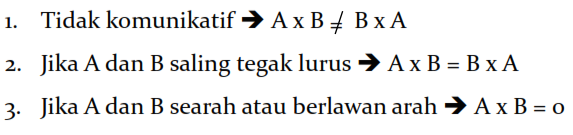 1. Tidak komunikatif ➔ A x B ≠ B x A
2. Jika A dan B saling tegak lurus ➔ A x B = B x A
3. Jika A dan B searah atau berlawan arah ➔ A x B = 0